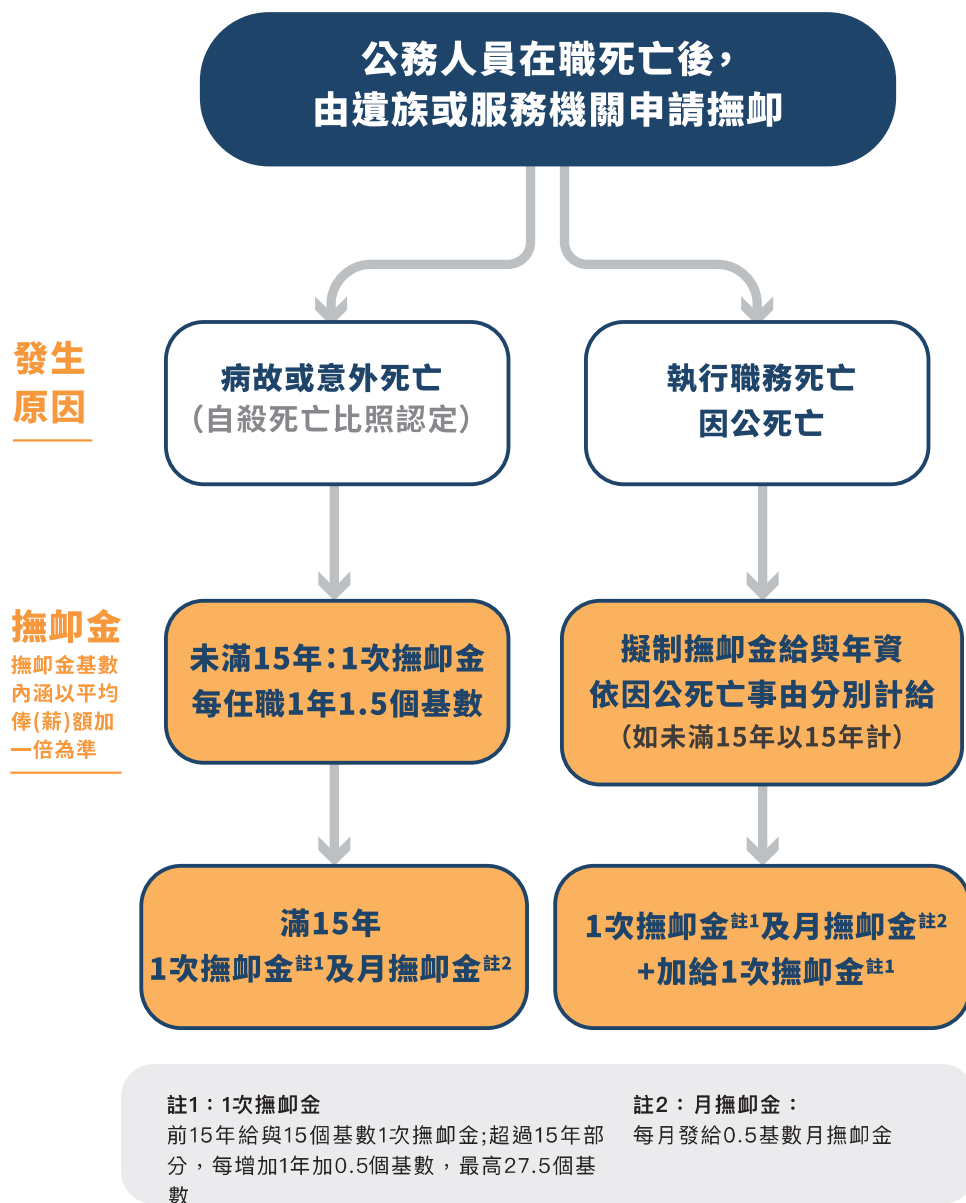 公務人員在職死亡後，
由遺族或服務機關申請撫卹
發生
原因
病故或意外死亡
（自殺死亡比照認定）
執行職務死亡
因公死亡
撫卹金
撫卹金基數
內涵以平均
俸(薪)額加
一倍為準
未滿15年：1次撫卹金
每任職1年1.5個基數
擬制撫卹金給與年資
依因公死亡事由分別計給
（如未滿15年以15年計）
滿15年
1次撫卹金註1及月撫卹金註2
1次撫卹金註1及月撫卹金註2
+加給1次撫卹金註1
註1：1次撫卹金
前15年給與15個基數1次撫卹金;超過15年部
分，每增加1年加0.5個基數，最高27.5個基
數
註2：月撫卹金：
每月發給0.5基數月撫卹金